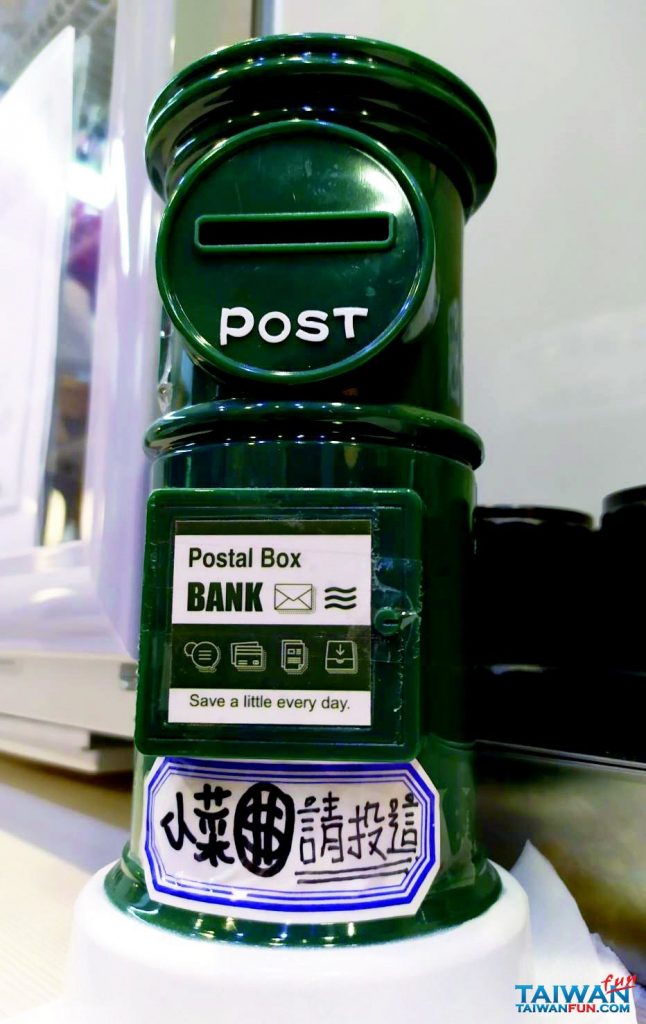 POST
Postal Box
BANK
Save a little every day.
小菜請投這
TAIWAN fun
TAIWANFUN.COM